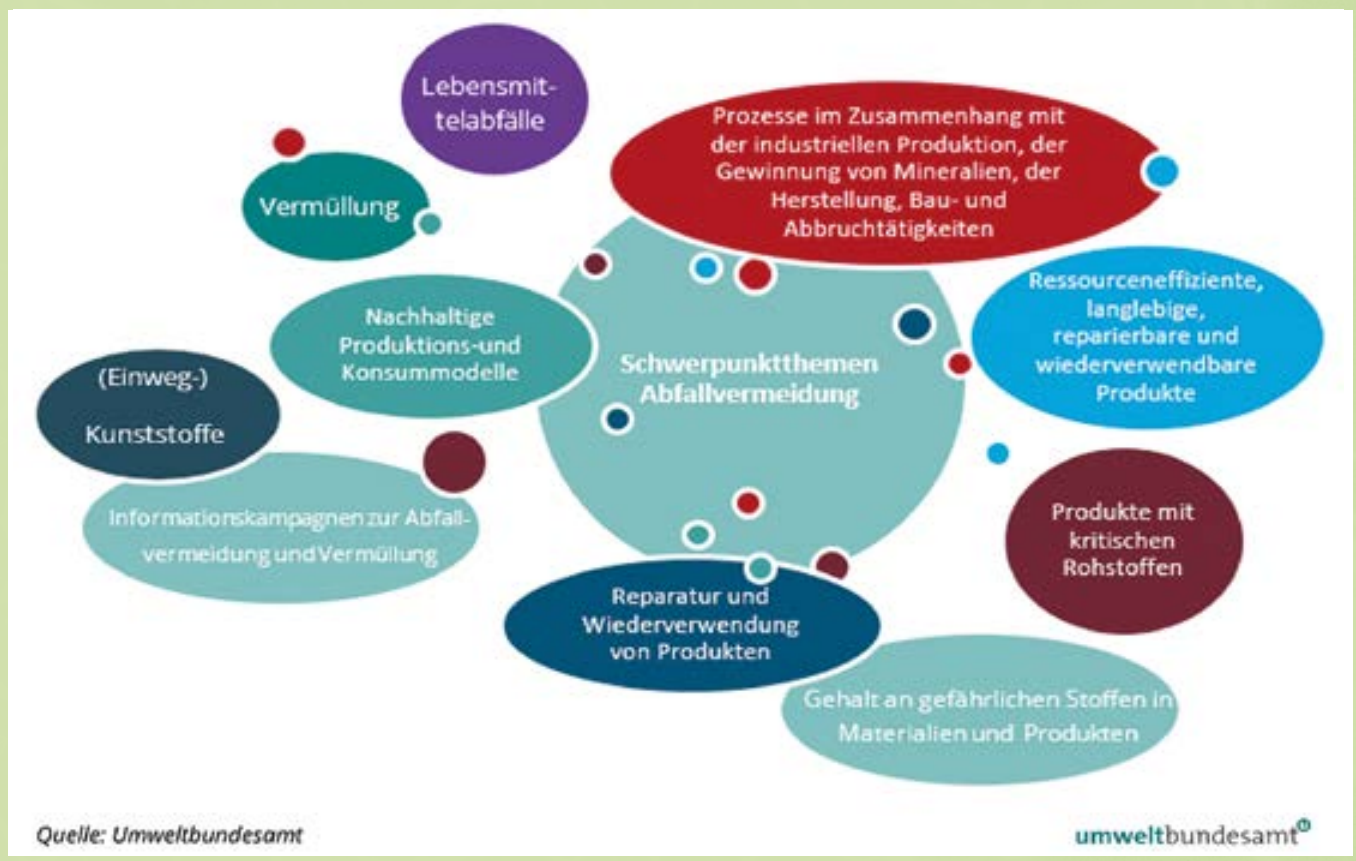 Lebensmit-
telabfälle
Prozesse im Zusammenhang mit
der industriellen Produktion, der
Gewinnung von Mineralien, der
Herstellung, Bau- und
Abbruchtätigkeiten
Vermüllung
Ressourceneffiziente,
langlebige,
reparierbare und
wiederverwendbare
Produkte
Nachhaltige
Produktions-und
Konsummodelle
Schwerpunktthemen
Abfallvermeidung
(Einweg-)
Kunststoffe
Informationskampagnen zur Abfall-
vermeidung und Vermüllung
Produkte mit
kritischen
Rohstoffen
Reparatur und
Wiederverwendung
von Produkten
Gehalt an gefährlichen Stoffen in
Materialien und Produkten
Quelle: Umweltbundesamt
umweltbundesamt